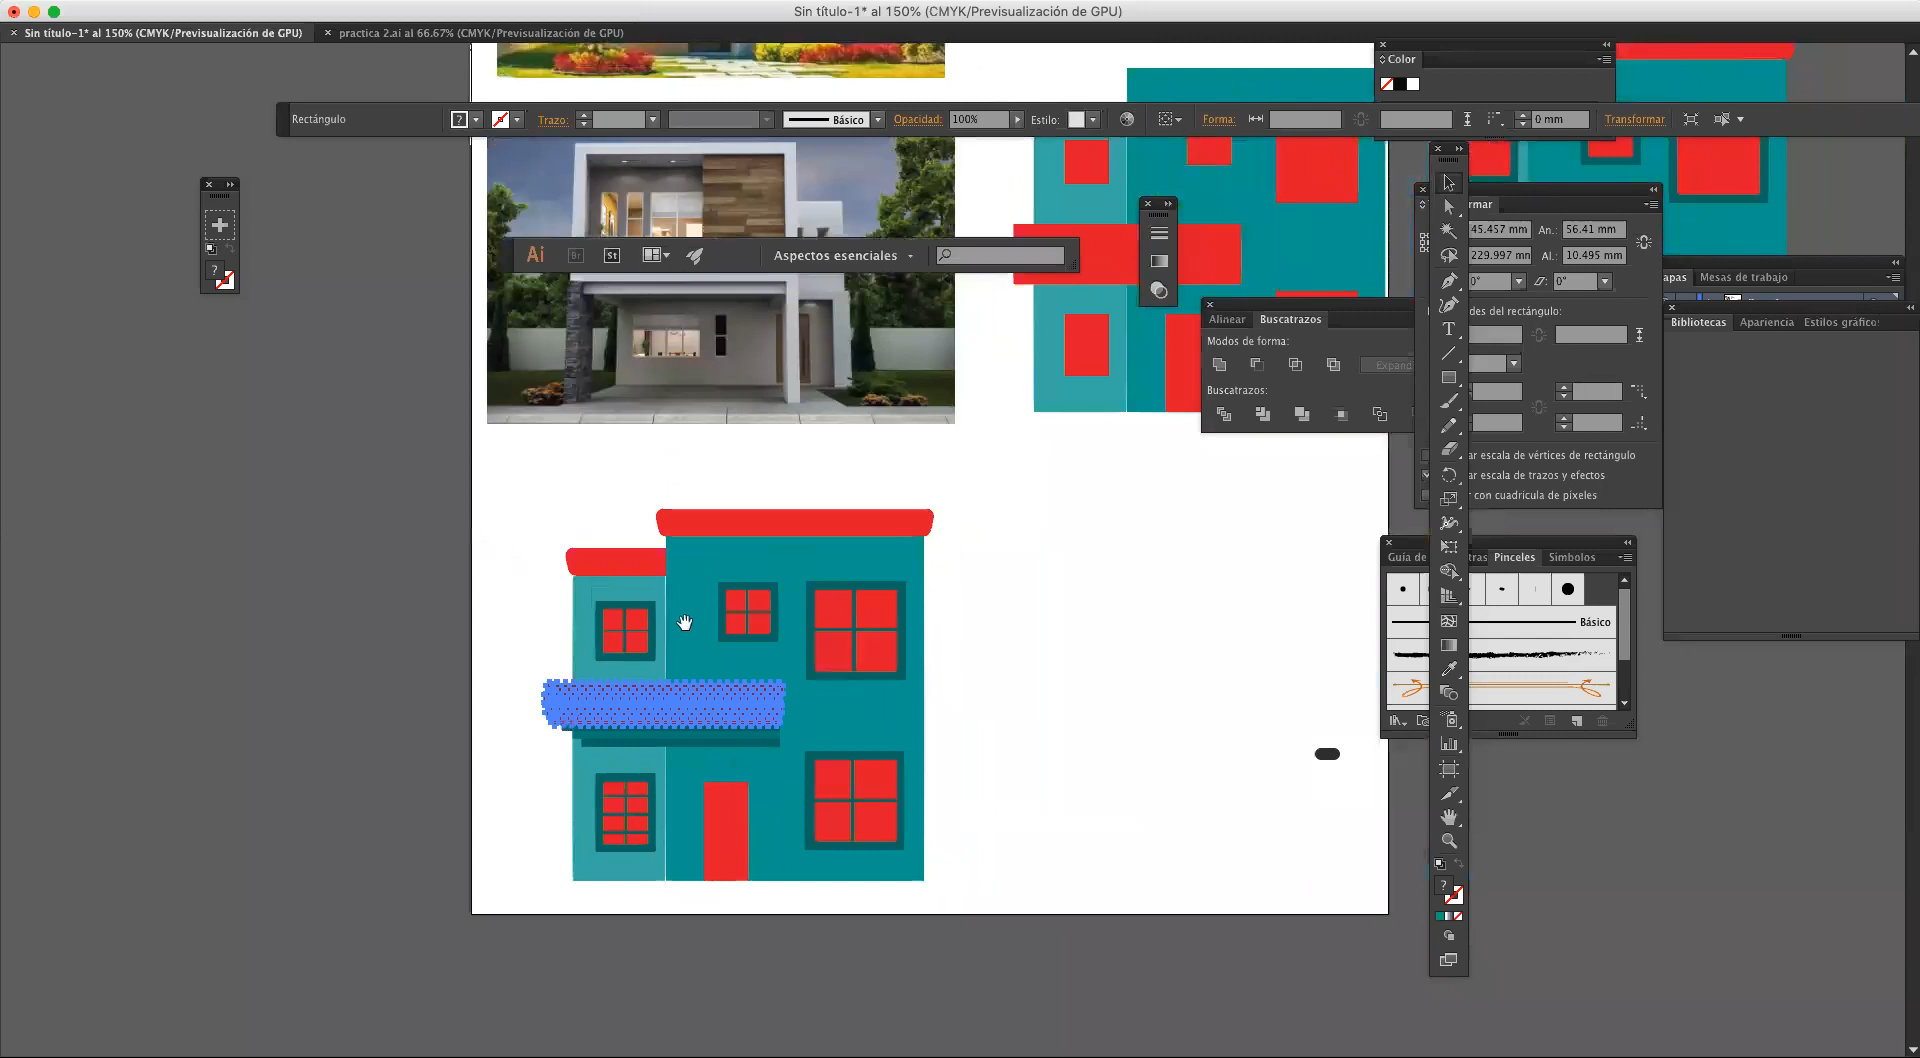 Sin título-1* al 150% (CMYK/Previsualización de GPU)
Sin título-1* al 150% (CMYK/Previsualización de GPU)
practica 2.ai al 66.67% (CMYK/Previsualización de GPU)
Color
Rectángulo
?
Trazo:
Básico
Opacidad:
100%
Estilo:
Forma:
0 mm
Transformar
?
Ai
Br
St
Aspectos esenciales
rmar
45.457 mm
An.:
56.41 mm
229.997 mn
Al.:
10.495 mm
0°
0°
des del rectángulo:
apas
Mesas de trabajo
Bibliotecas
Apariencia
Estilos gráfico:
Alinear
Buscatrazos
Modos de forma:
Expand
Buscatrazos:
T
ar escala de vértices de rectángulo
ar escala de trazos y efectos
r con cuadrícula de píxeles
Guía de
tras
Pinceles
Símbolos
Básico
?